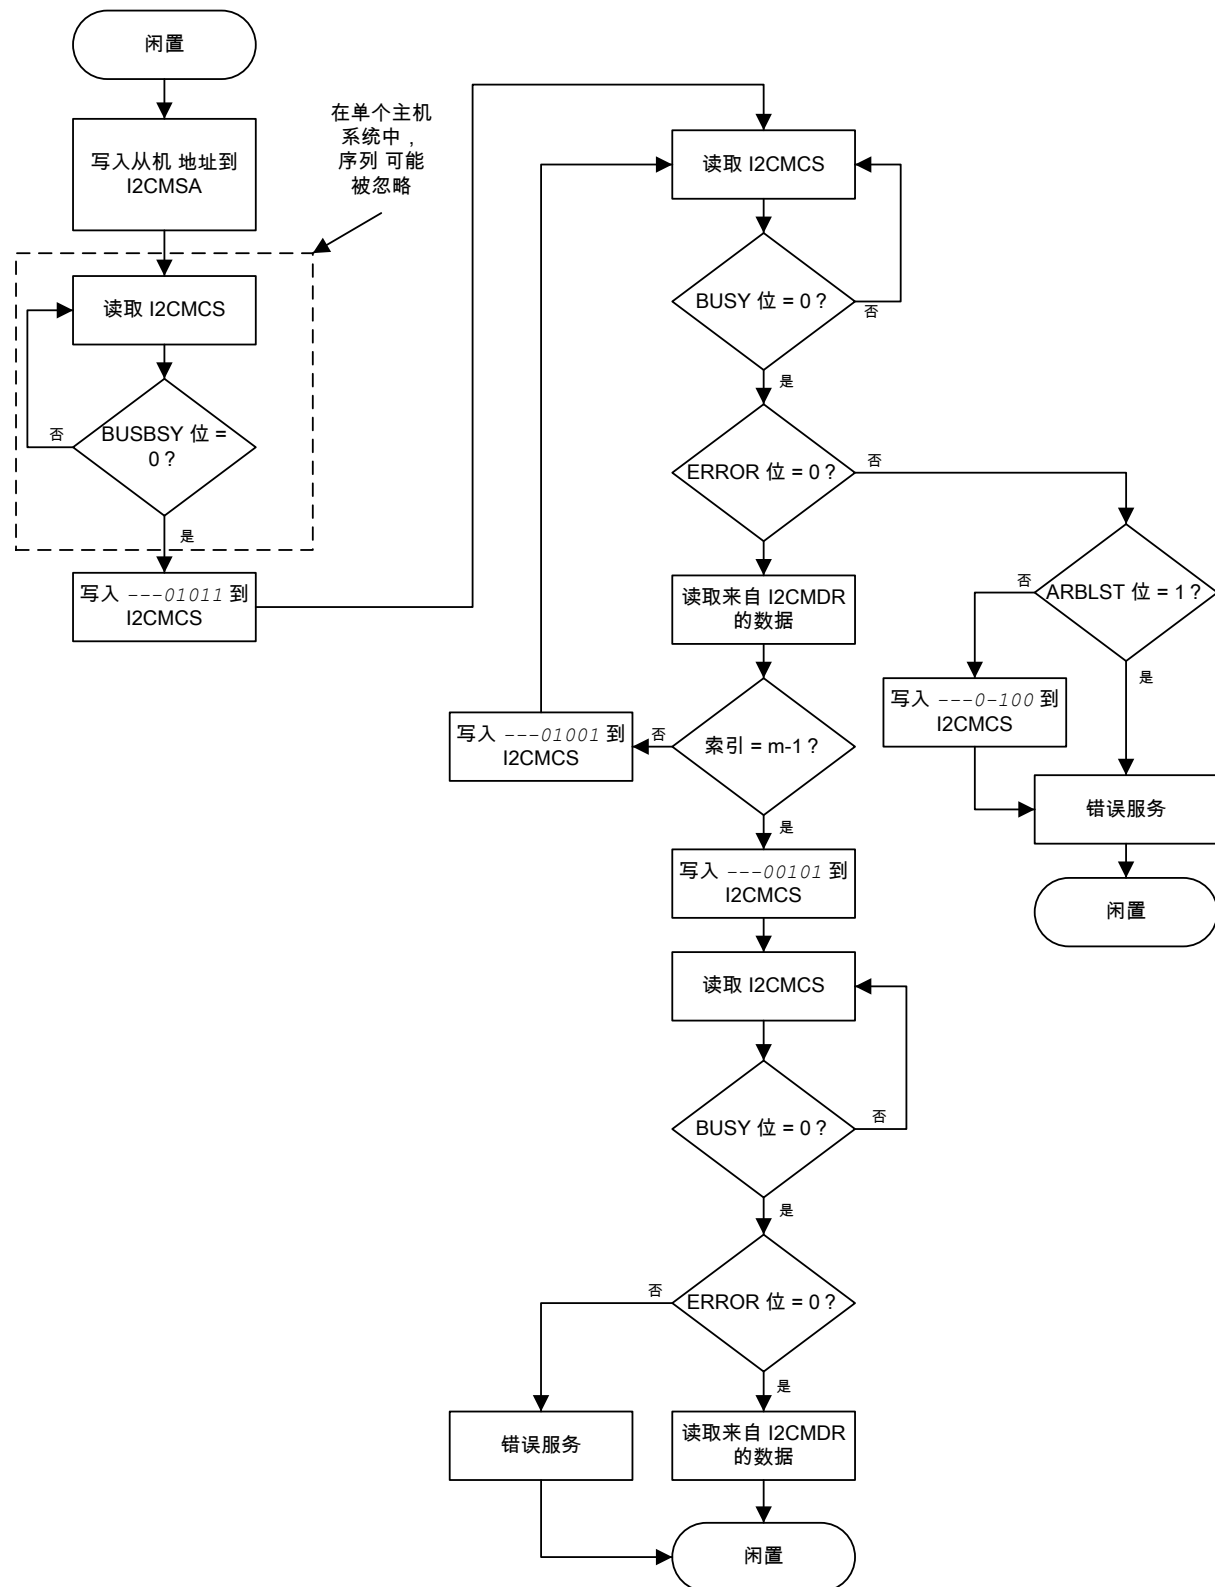 闲置
写入从机 地址到
I2CMSA
在单个主机
系统中，
序列 可能
被忽略
读取 I2CMCS
BUSBSY 位 =
0？
否
是
写入 ---01011 到
I2CMCS
读取 I2CMCS
BUSY 位 = 0？
否
是
ERROR 位 = 0？
否
读取来自 I2CMDR
的数据
ARBLST 位 = 1？
否
是
写入 ---0-100 到
I2CMCS
错误服务
闲置
索引 = m-1？
否
写入 ---01001 到
I2CMCS
是
写入 ---00101 到
I2CMCS
读取 I2CMCS
BUSY 位 = 0？
否
是
ERROR 位 = 0？
否
是
错误服务
读取来自 I2CMDR
的数据
闲置